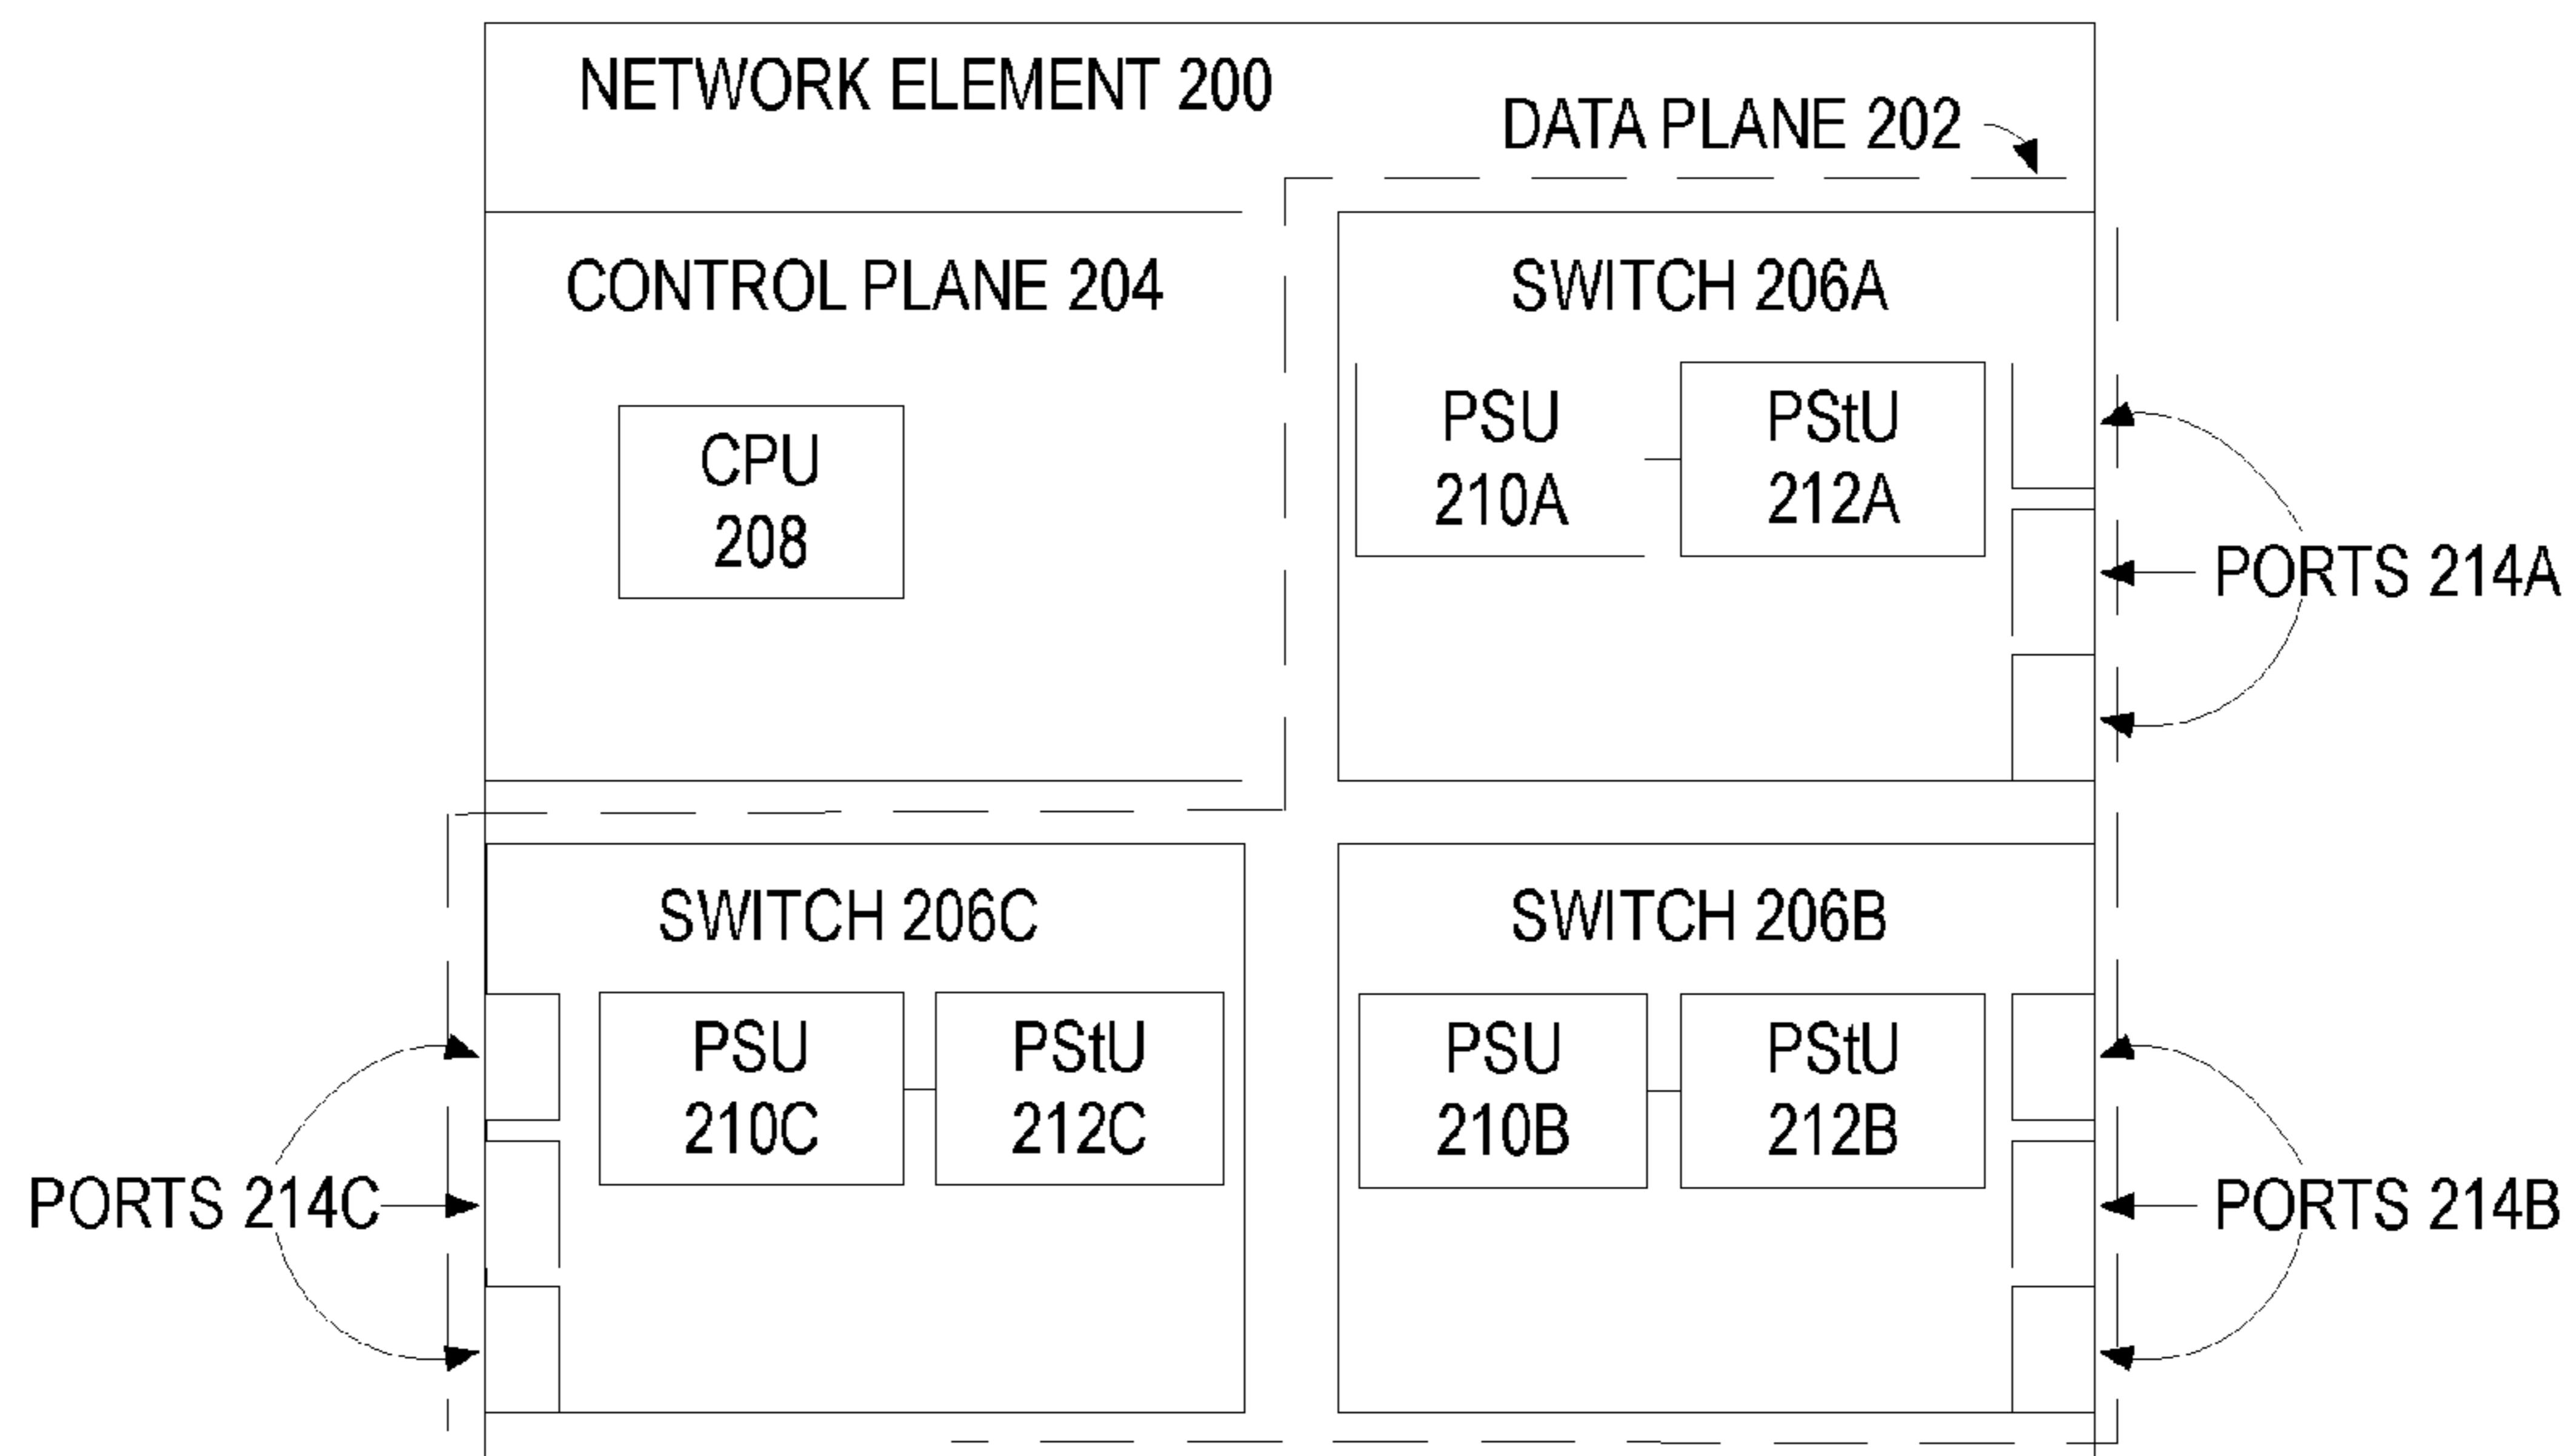 NETWORK ELEMENT 200
DATA PLANE 202
CONTROL PLANE 204
CPU
208
SWITCH 206A
PSU
210A
PStU
212A
PORTS 214A
SWITCH 206C
PSU
210C
PStU
212C
PORTS 214C
SWITCH 206B
PSU
210B
PStU
212B
PORTS 214B